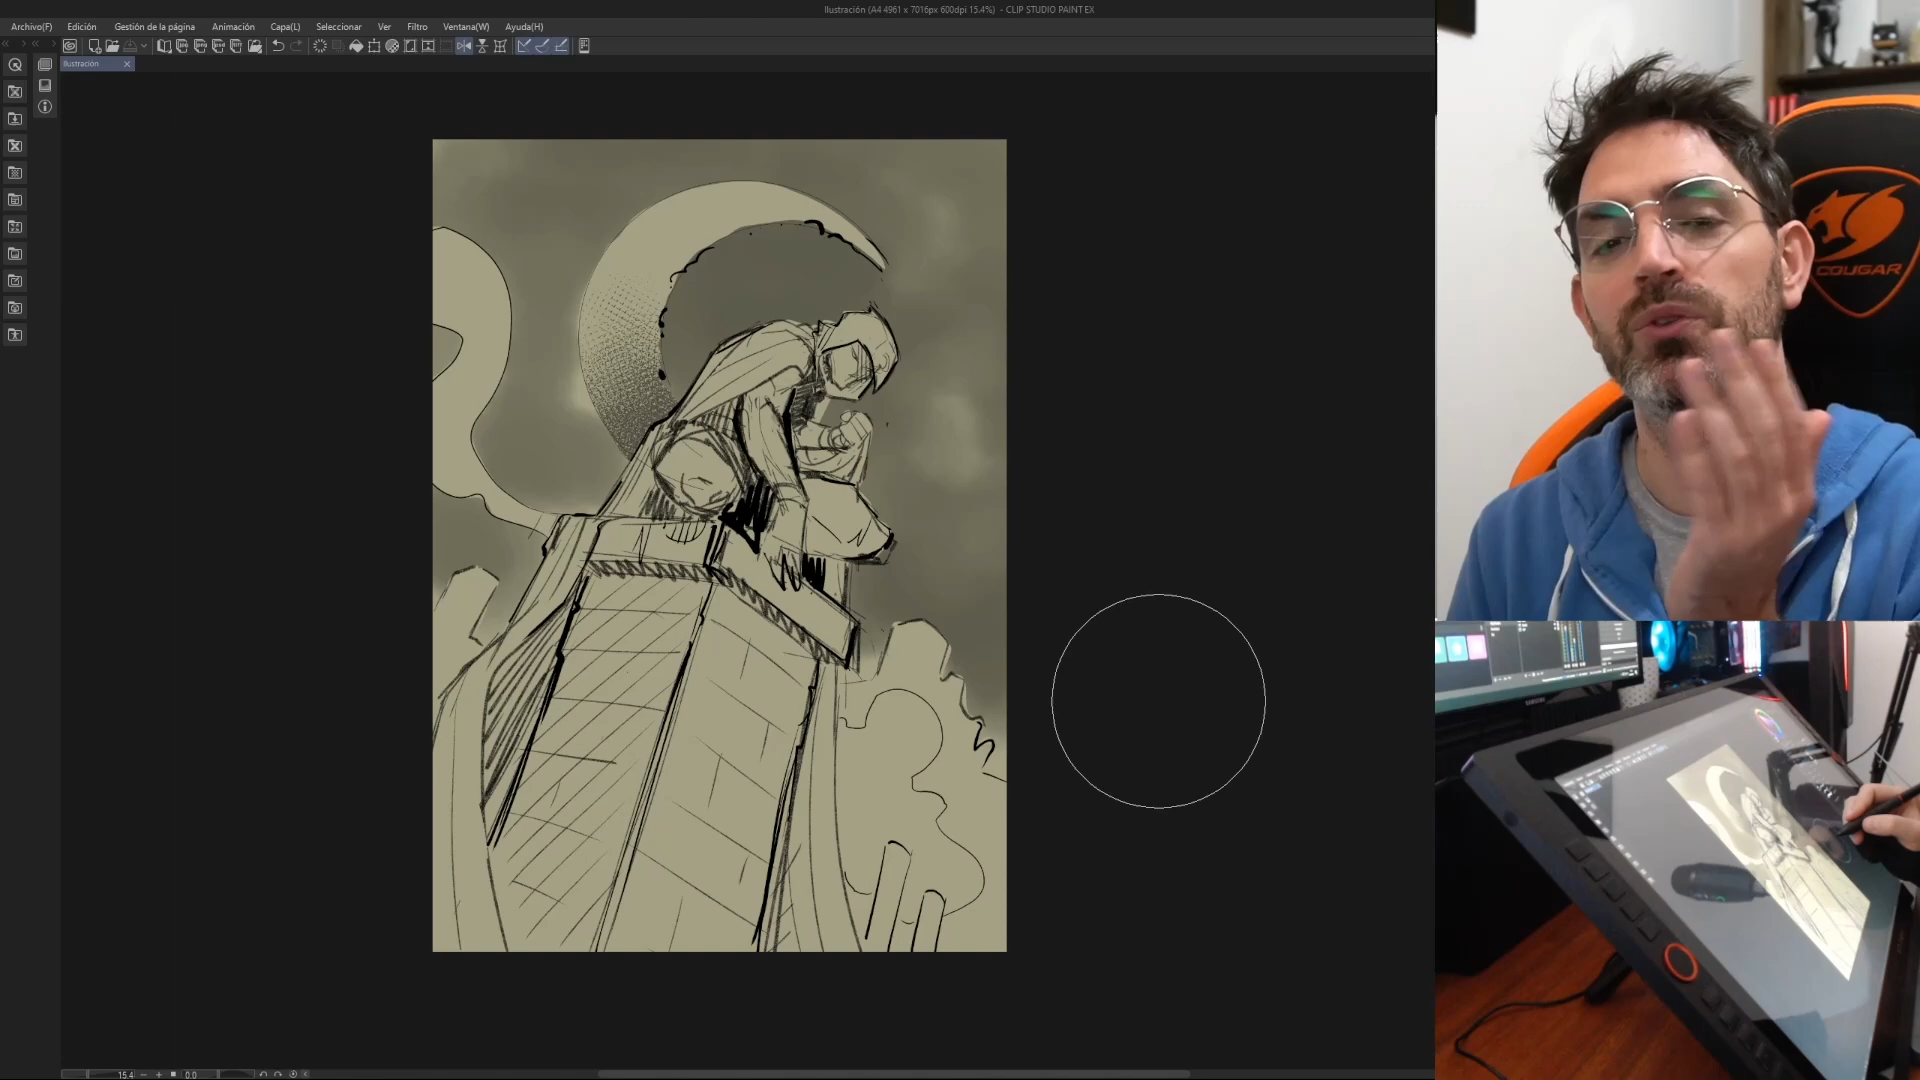 Ilustración (A4 4961 x 7016px 600dpi 15.4%) - CLIP STUDIO PAINT EX
Archivo(F) Edición Gestión de la página Animación Capa(L) Seleccionar Ver Filtro Ventana(W) Ayuda(H)
Ilustración
COUGAR
15.4
0.0